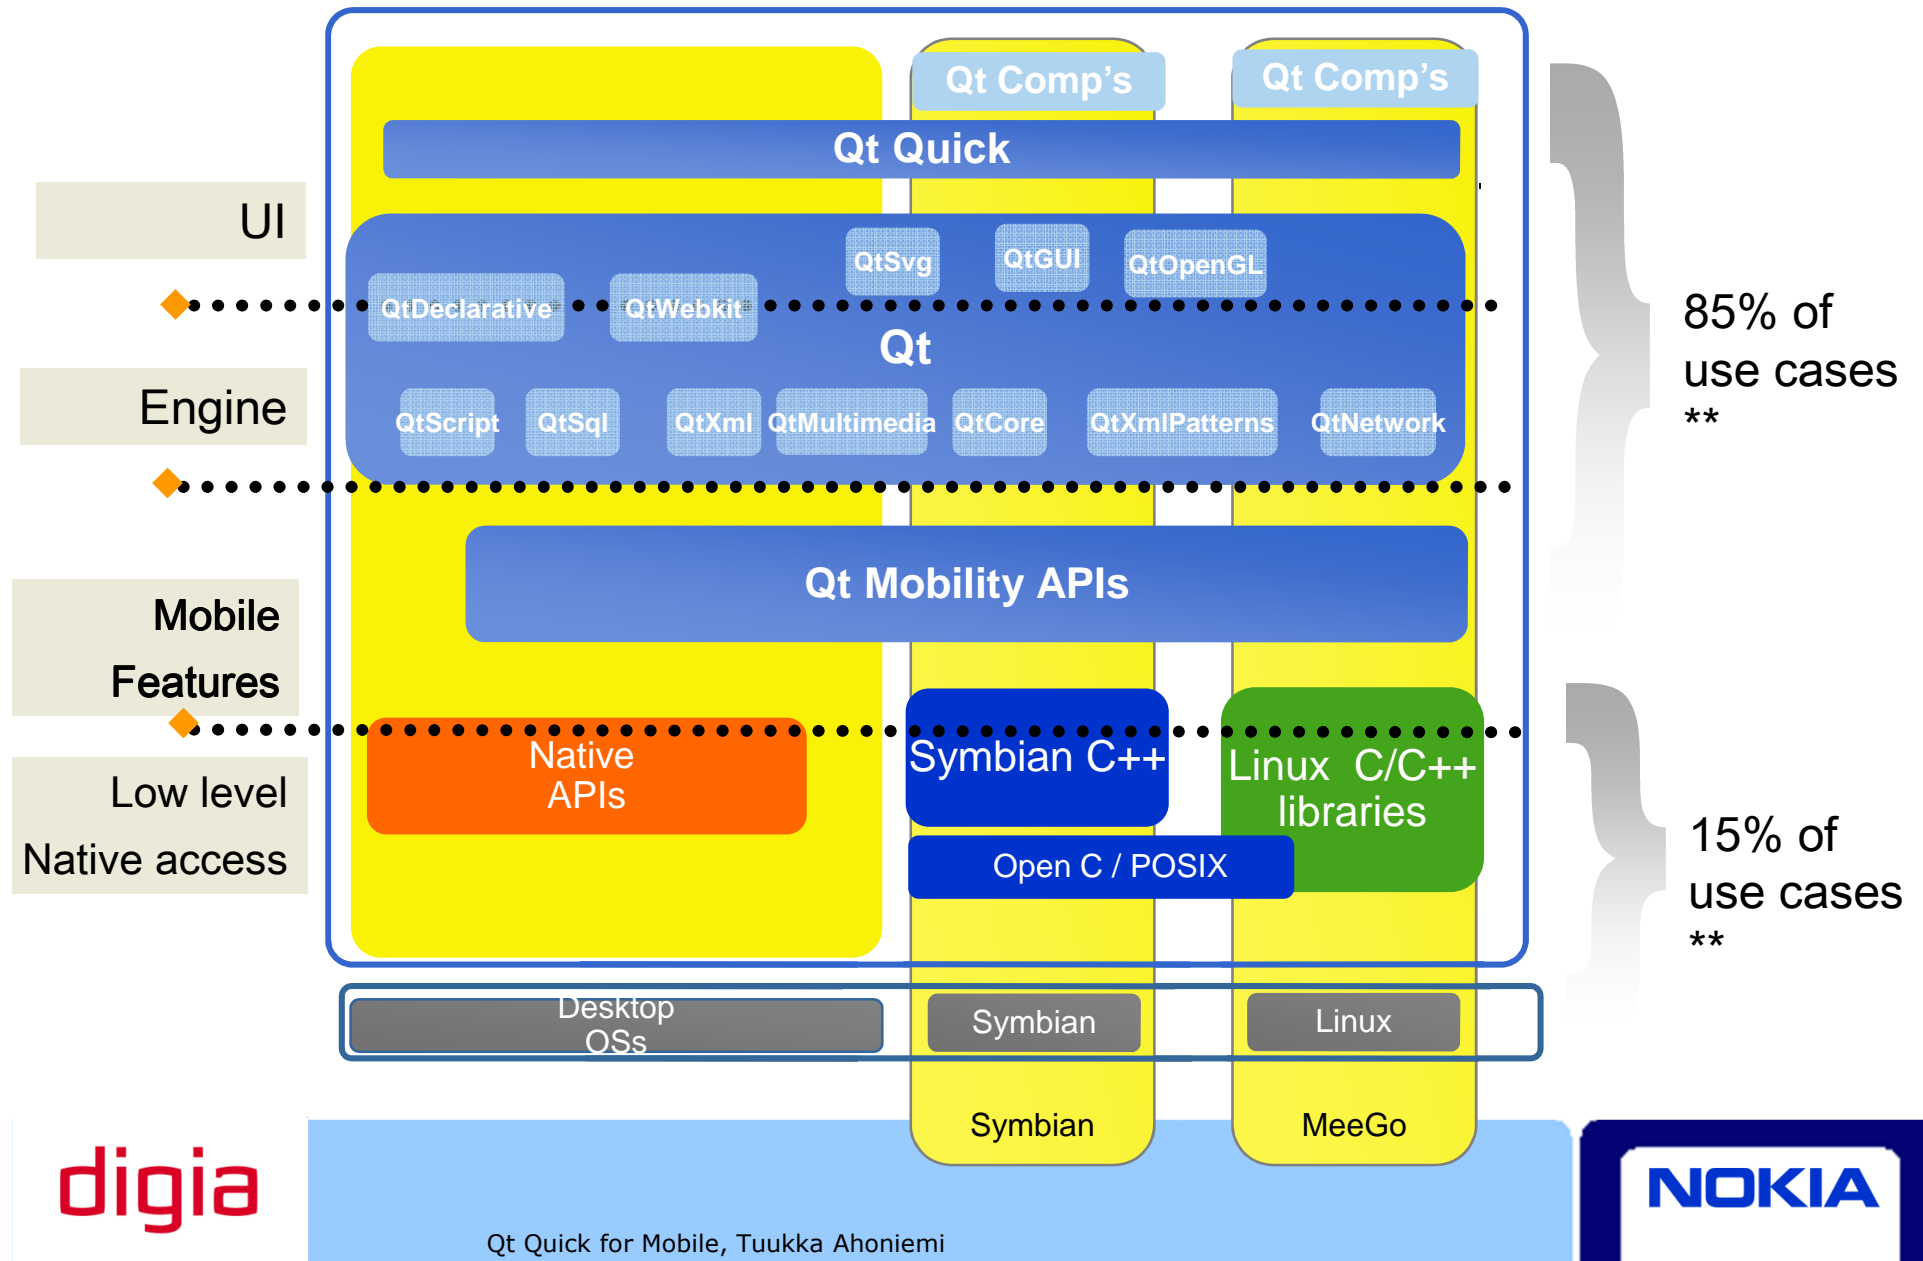 Qt Comp's
Qt Comp's
Qt Quick
UI
QtSvg
QtGUI
QtOpenGL
QtDeclarative
QtWebkit
Qt
85% of
use cases
**
Engine
QtScript
QtSql
QtXml
QtMultimedia
QtCore
QtXmlPatterns
QtNetwork
Qt Mobility APIs
Mobile
Features
Native
APIs
Symbian C++
Linux C/C++
libraries
Low level
Native access
Open C / POSIX
15% of
use cases
**
Desktop
OSs
Symbian
Linux
Symbian
MeeGo
digia
NOKIA
Qt Quick for Mobile, Tuukka Ahoniemi